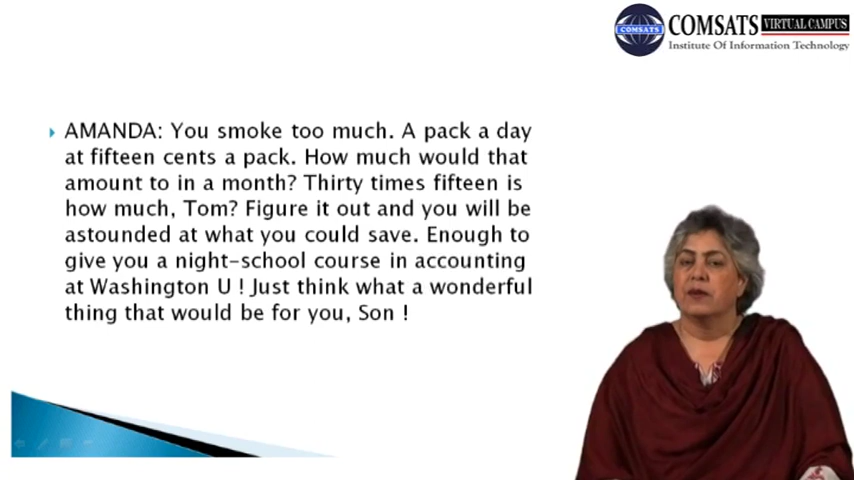 COMSATS VIRTUAL CAMPUS
COMSATS
Institute Of Information Technology
AMANDA: You smoke too much. A pack a day
at fifteen cents a pack. How much would that
amount to in a month? Thirty times fifteen is
how much, Tom? Figure it out and you will be
astounded at what you could save. Enough to
give you a night-school course in accounting
at Washington U ! Just think what a wonderful
thing that would be for you, Son !